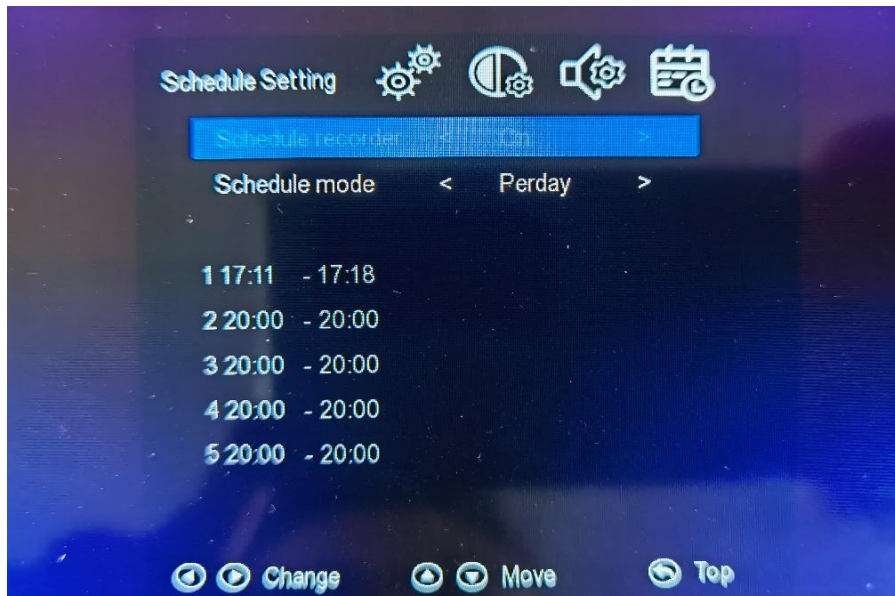 Schedule Setting
Schedule recorder < On >
Schedule mode < Perday >
1 17:11 - 17:18
2 20:00 - 20:00
3 20:00 - 20:00
4 20:00 - 20:00
5 20:00 - 20:00
Change Move Top